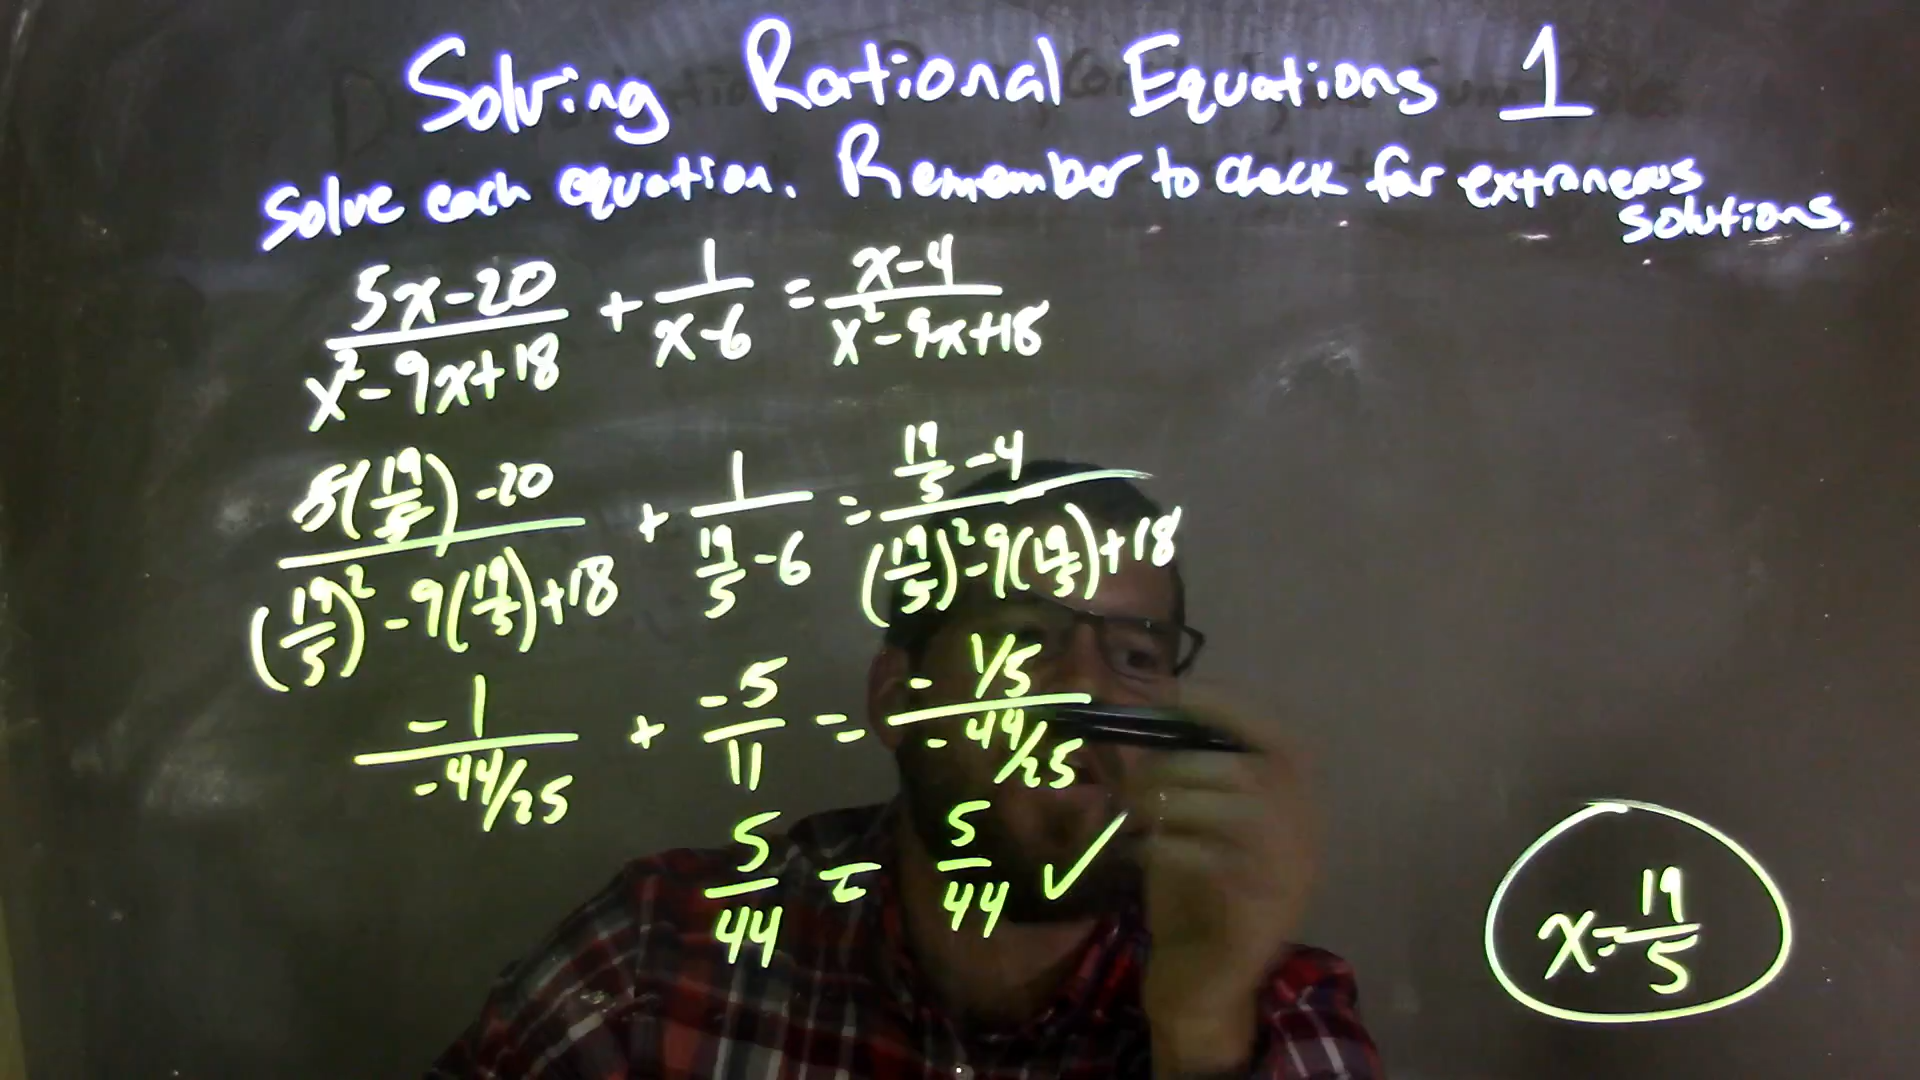 Solving Rational Equations 1
Solve each equation. Remember to check for extraneous
solutions.
(5x-20)/(x²-9x+18) + 1/(x-6) = (x-4)/(x²-9x+18)
(5(19/5)-20)/((19/5)²-9(19/5)+18) + 1/(19/5-6) = (19/5-4)/((19/5)²-9(19/5)+18)
-1/(-44/25) + -5/11 = (-1/5)/(-44/25)
5/44 = 5/44 ✓
x=19/5